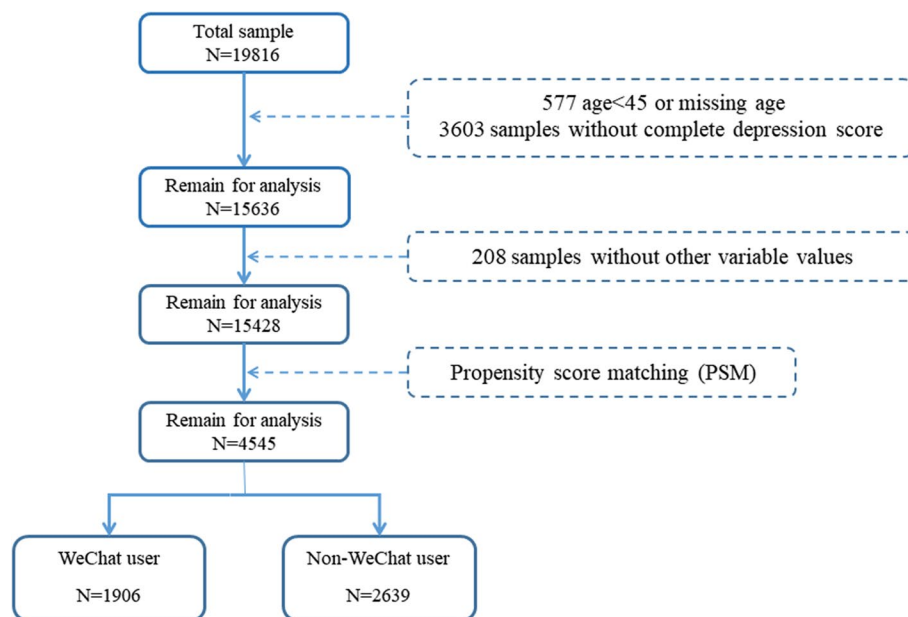 Total sample
N=19816
577 age<45 or missing age
3603 samples without complete depression score
Remain for analysis
N=15636
208 samples without other variable values
Remain for analysis
N=15428
Propensity score matching (PSM)
Remain for analysis
N=4545
WeChat user
N=1906
Non-WeChat user
N=2639